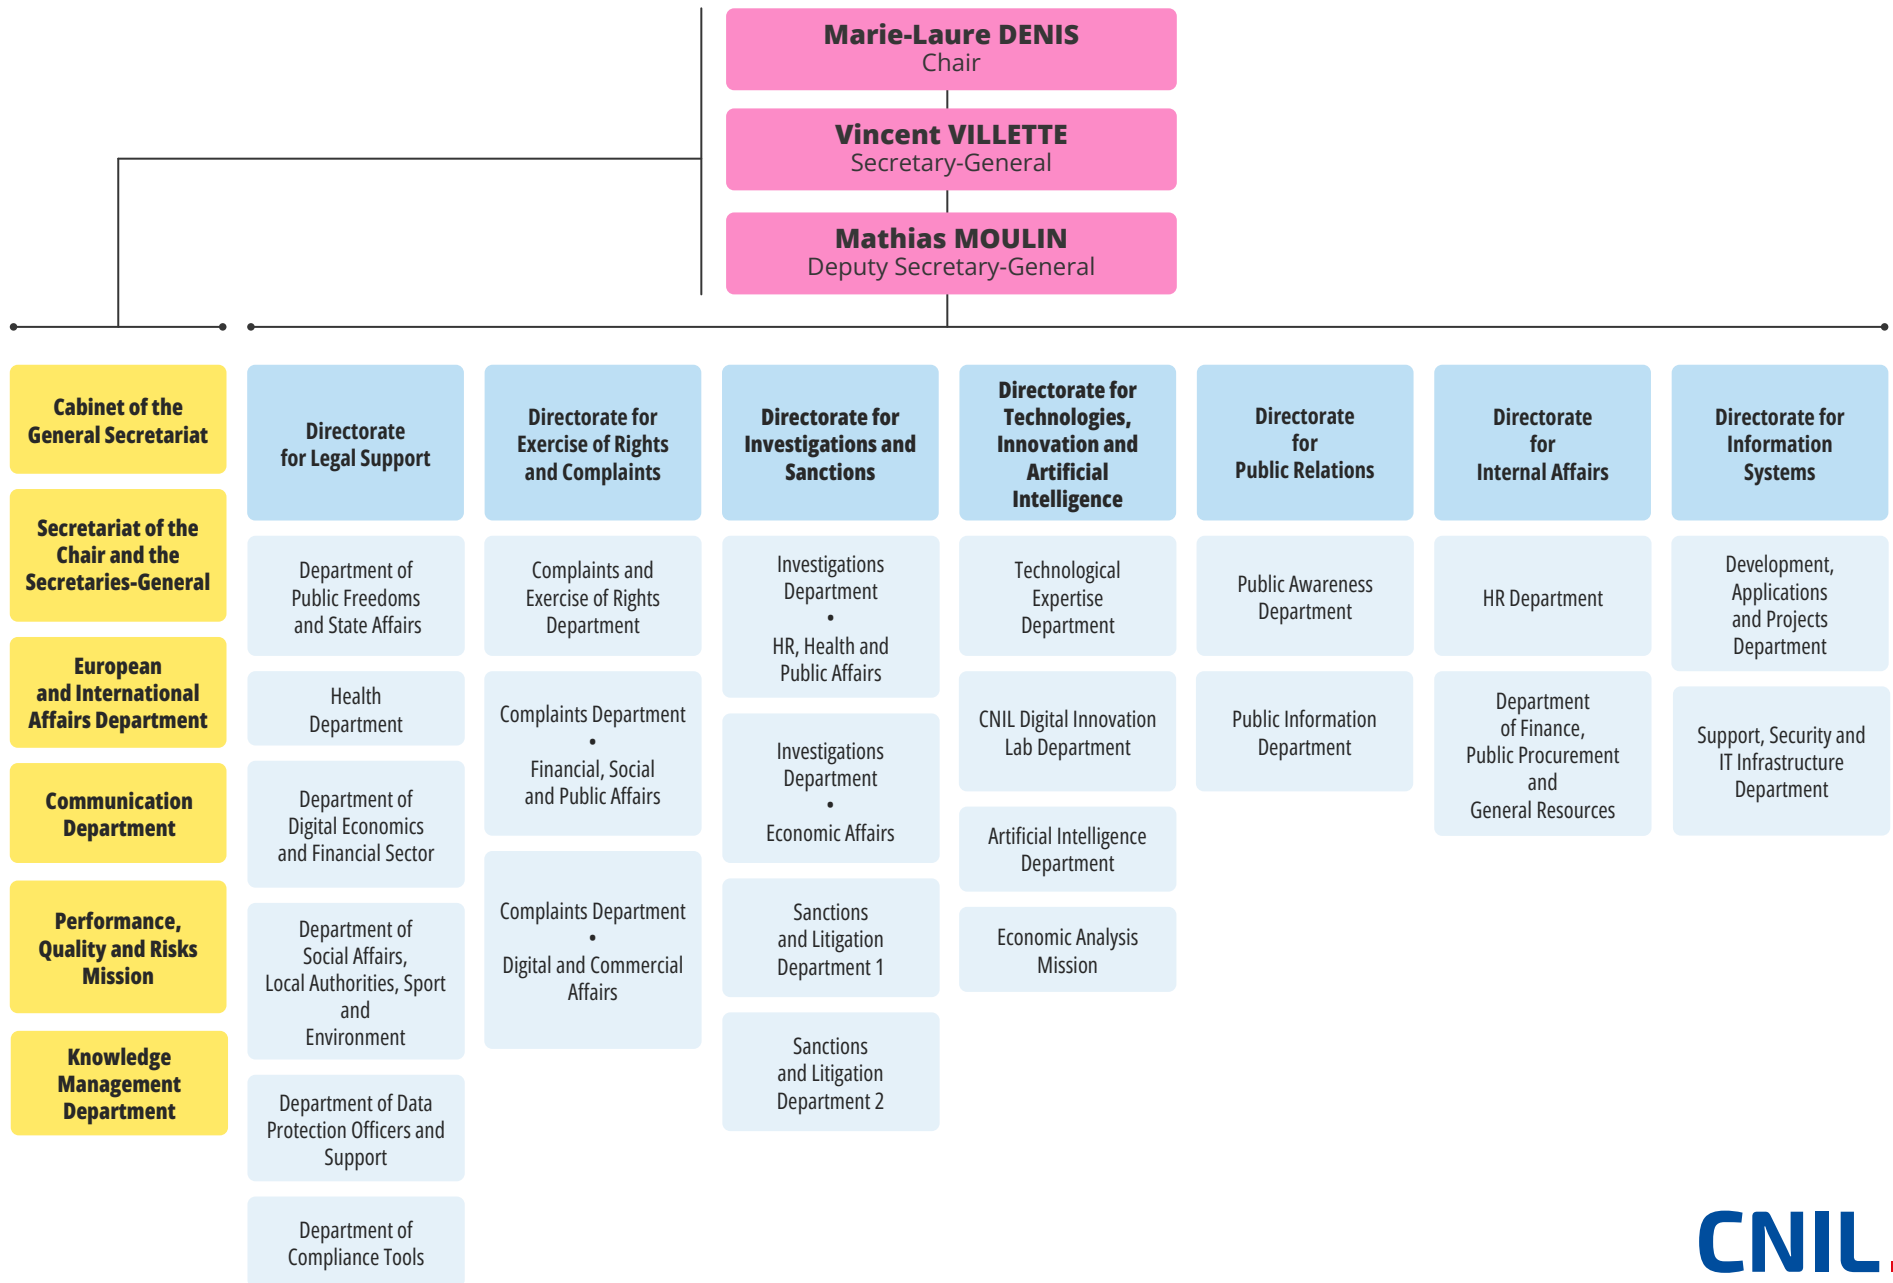 Marie-Laure DENIS
Chair
Vincent VILLETTE
Secretary-General
Mathias MOULIN
Deputy Secretary-General
Cabinet of the
General Secretariat
Secretariat of the
Chair and the
Secretaries-General
European
and International
Affairs Department
Communication
Department
Performance,
Quality and Risks
Mission
Knowledge
Management
Department
Directorate
for Legal Support
Department of
Public Freedoms
and State Affairs
Health
Department
Department of
Digital Economics
and Financial Sector
Department of
Social Affairs,
Local Authorities, Sport
and
Environment
Department of Data
Protection Officers and
Support
Department of
Compliance Tools
Directorate for
Exercise of Rights
and Complaints
Complaints and
Exercise of Rights
Department
Complaints Department
•
Financial, Social
and Public Affairs
Complaints Department
•
Digital and Commercial
Affairs
Directorate for
Investigations and
Sanctions
Investigations
Department
•
HR, Health and
Public Affairs
Investigations
Department
•
Economic Affairs
Sanctions
and Litigation
Department 1
Sanctions
and Litigation
Department 2
Directorate for
Technologies,
Innovation and
Artificial
Intelligence
Technological
Expertise
Department
CNIL Digital Innovation
Lab Department
Artificial Intelligence
Department
Economic Analysis
Mission
Directorate
for
Public Relations
Public Awareness
Department
Public Information
Department
Directorate
for
Internal Affairs
HR Department
Department
of Finance,
Public Procurement
and
General Resources
Directorate for
Information
Systems
Development,
Applications
and Projects
Department
Support, Security and
IT Infrastructure
Department
CNIL